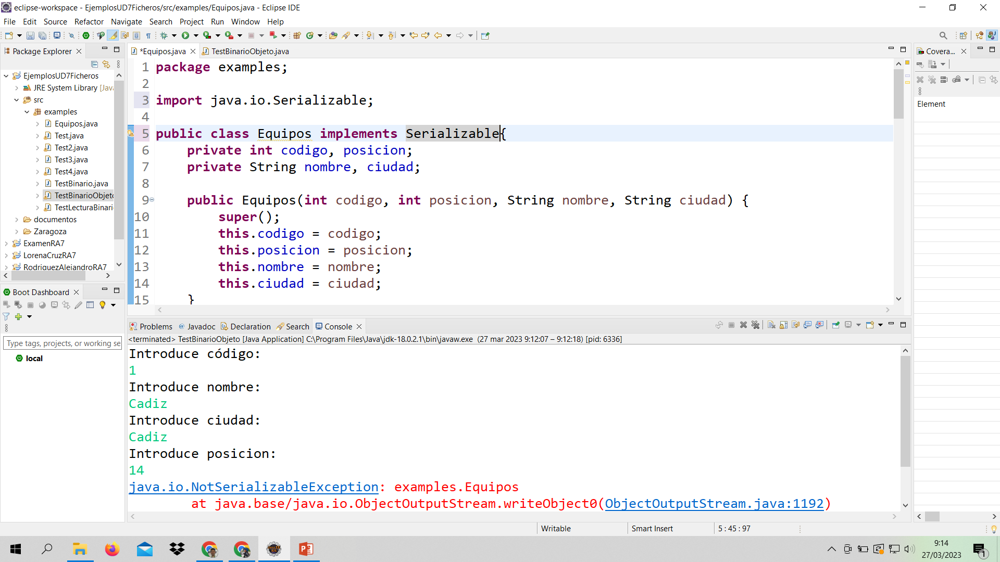 eclipse-workspace - EjemplosUD7Ficheros/src/examples/Equipos.java - Eclipse IDE
File Edit Source Refactor Navigate Search Project Run Window Help
Package Explorer
EjemplosUD7Ficheros
JRE System Library [Java
src
examples
Equipos.java
Test.java
Test2.java
Test3.java
Test4.java
TestBinario.java
TestBinarioObjeto
TestLecturaBinari
documentos
Zaragoza
ExamenRA7
LorenaCruzRA7
RodriguezAlejandroRA7
Boot Dashboard
Type tags, projects, or working se
local
*Equipos.java TestBinarioObjeto.java
1 package examples;
2
3 import java.io.Serializable;
4
5 public class Equipos implements Serializable{
6 private int codigo, posicion;
7 private String nombre, ciudad;
8
9 public Equipos(int codigo, int posicion, String nombre, String ciudad) {
10 super();
11 this.codigo = codigo;
12 this.posicion = posicion;
13 this.nombre = nombre;
14 this.ciudad = ciudad;
15 }
Problems @ Javadoc Declaration Search Console
<terminated> TestBinarioObjeto [Java Application] C:\Program Files\Java\jdk-18.0.2.1\bin\javaw.exe (27 mar 2023 9:12:07 – 9:12:18) [pid: 6336]
Introduce código:
1
Introduce nombre:
Cadiz
Introduce ciudad:
Cadiz
Introduce posicion:
14
java.io.NotSerializableException: examples.Equipos
at java.base/java.io.ObjectOutputStream.writeObject0(ObjectOutputStream.java:1192)
Covera...
Element
Writable Smart Insert 5 : 45 : 97
9:14
27/03/2023
1